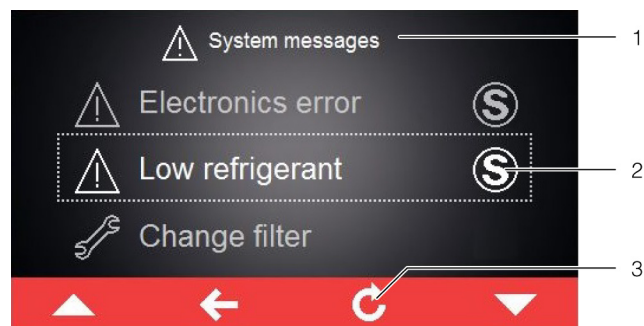 System messages
1
Electronics error S
Low refrigerant S
2
Change filter
3